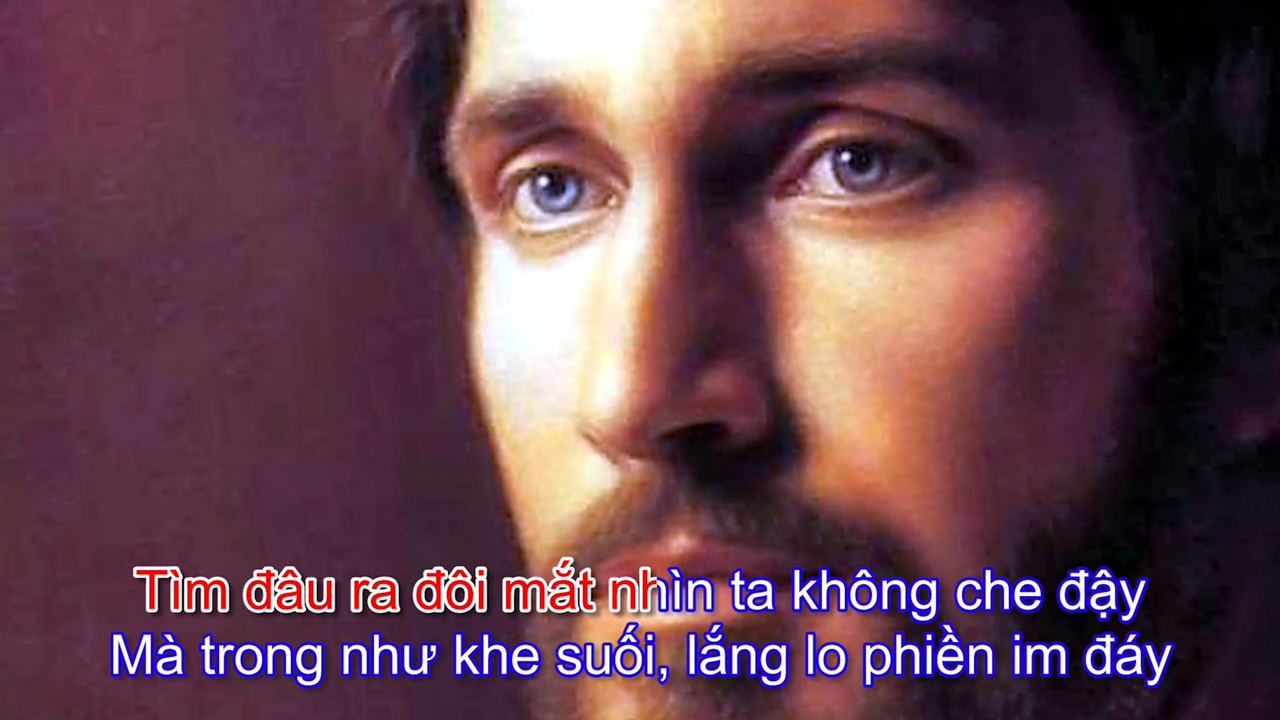 Tìm đâu ra đôi mắt nhìn ta không che đậy
Mà trong như khe suối, lắng lo phiền im đáy